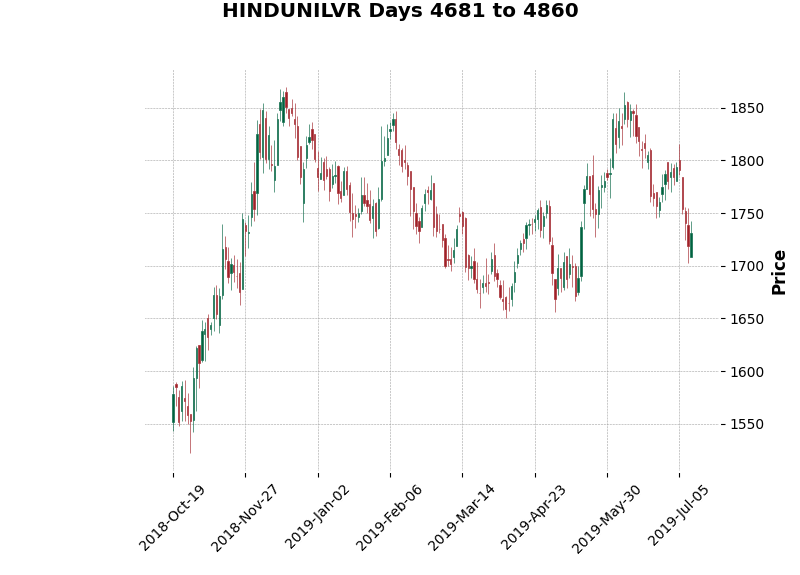 HINDUNILVR Days 4681 to 4860
1850
1800
1750
1700
1650
1600
1550
Price
2018-Oct-19
2018-Nov-27
2019-Jan-02
2019-Feb-06
2019-Mar-14
2019-Apr-23
2019-May-30
2019-Jul-05